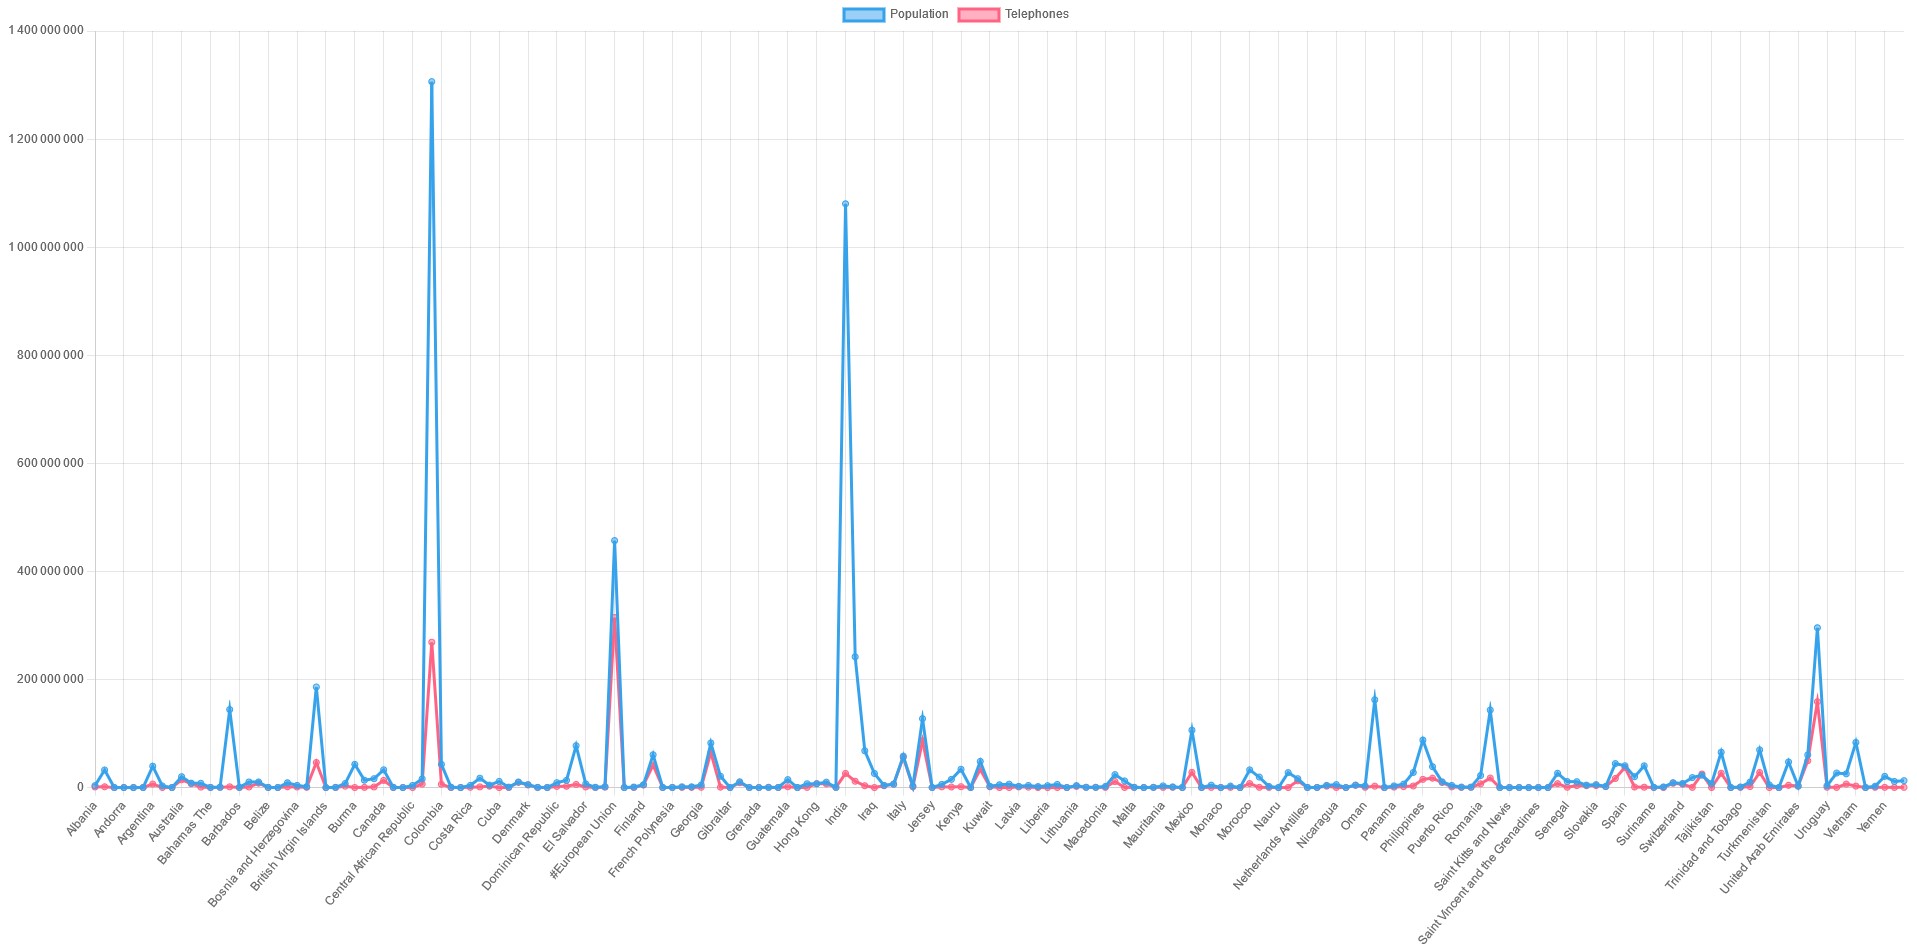 Population Telephones
1 400 000 000
1 200 000 000
1 000 000 000
800 000 000
600 000 000
400 000 000
200 000 000
0
Albania
Andorra
Argentina
Australia
Bahamas The
Barbados
Belize
Bosnia and Herzegovina
British Virgin Islands
Burma
Canada
Central African Republic
Colombia
Costa Rica
Cuba
Denmark
Dominican Republic
El Salvador
#European Union
Finland
French Polynesia
Georgia
Gibraltar
Grenada
Guatemala
Hong Kong
India
Iraq
Italy
Jersey
Kenya
Kuwait
Latvia
Liberia
Lithuania
Macedonia
Malta
Mauritania
Mexico
Monaco
Morocco
Nauru
Netherlands Antilles
Nicaragua
Oman
Panama
Philippines
Puerto Rico
Romania
Saint Kitts and Nevis
Saint Vincent and the Grenadines
Senegal
Slovakia
Spain
Suriname
Switzerland
Tajikistan
Trinidad and Tobago
Turkmenistan
United Arab Emirates
Uruguay
Vietnam
Yemen